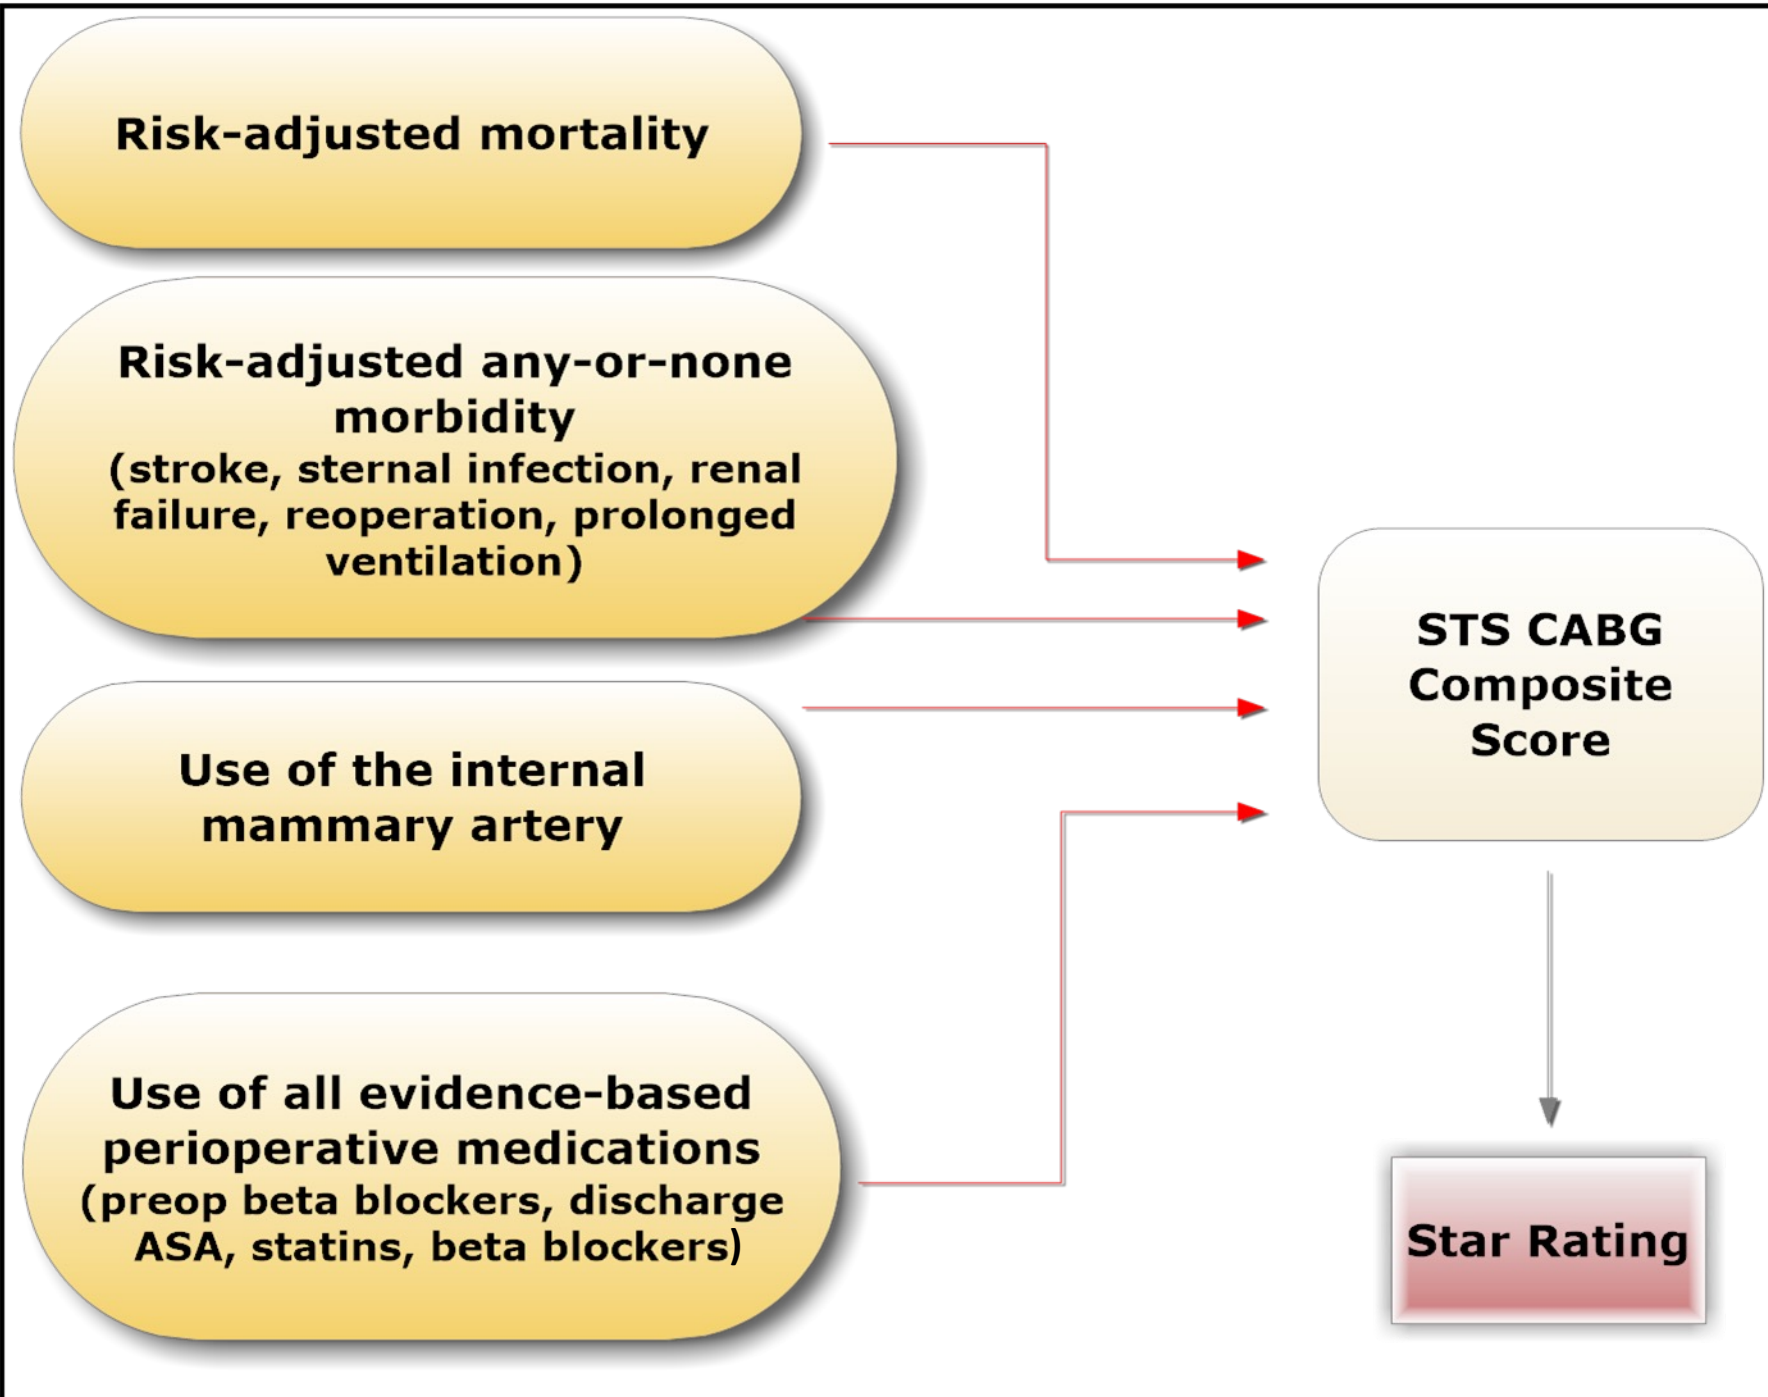 Risk-adjusted mortality
Risk-adjusted any-or-none
morbidity
(stroke, sternal infection, renal
failure, reoperation, prolonged
ventilation)
Use of the internal
mammary artery
Use of all evidence-based
perioperative medications
(preop beta blockers, discharge
ASA, statins, beta blockers)
STS CABG
Composite
Score
Star Rating